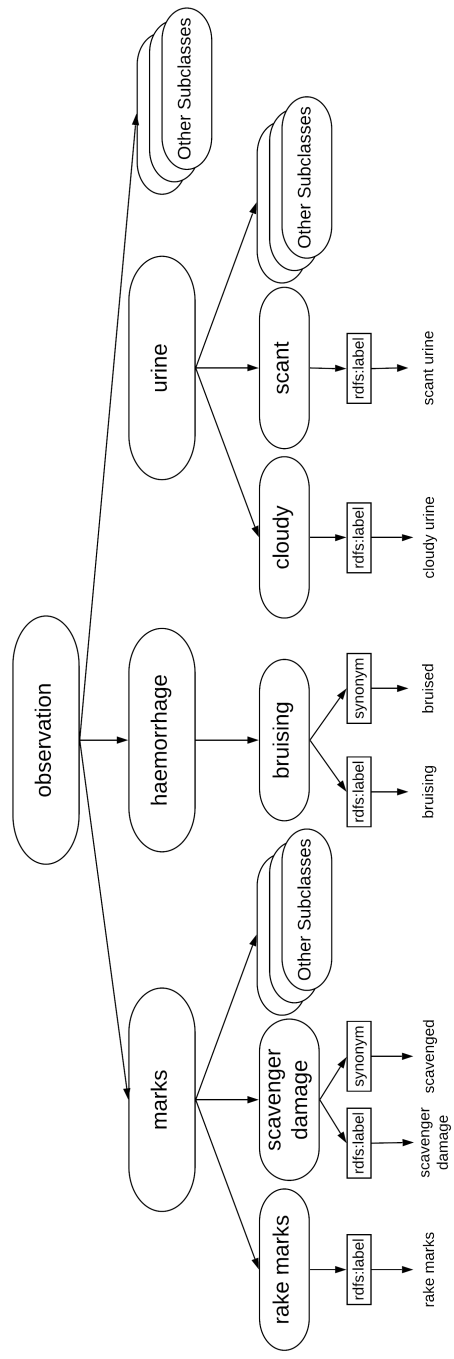 observation
marks
haemorrhage
urine
Other Subclasses
rake marks
scavenger
damage
Other Subclasses
bruising
cloudy
scant
Other Subclasses
rdfs:label
rdfs:label
synonym
rdfs:label
synonym
rdfs:label
rdfs:label
rake marks
scavenger
damage
scavenged
bruising
bruised
cloudy urine
scant urine